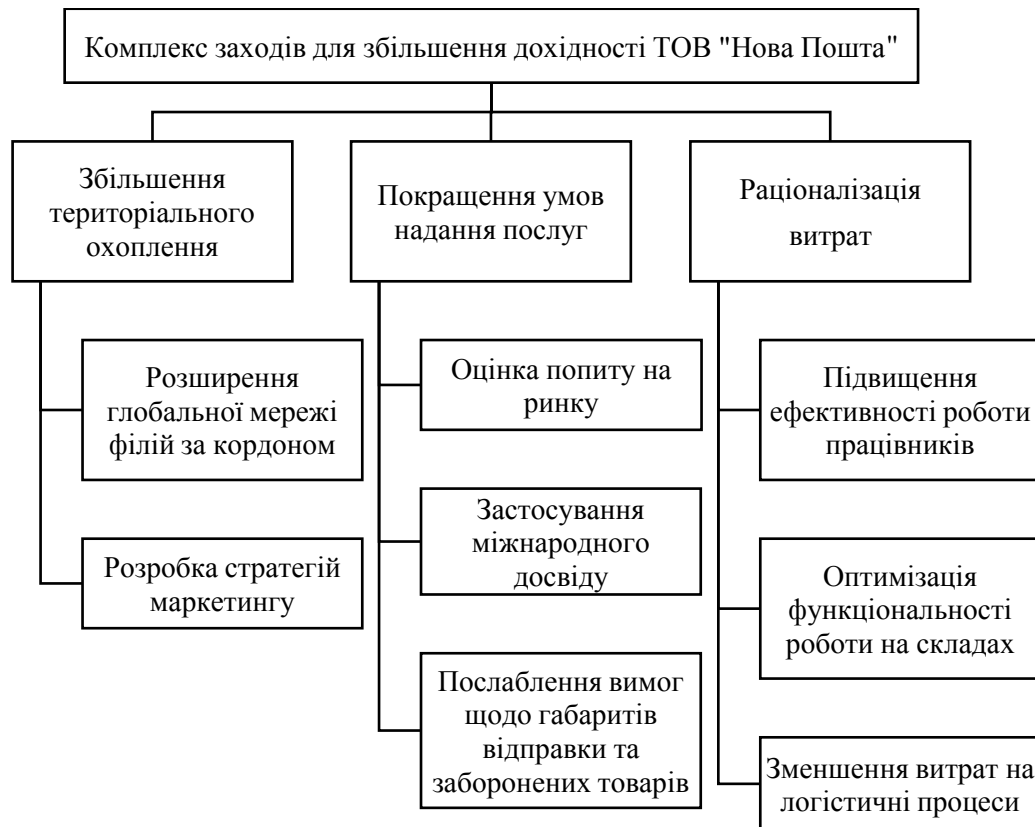 Комплекс заходів для збільшення дохідності ТОВ "Нова Пошта"
Збільшення
територіального
охоплення
Розширення
глобальної мережі
філій за кордоном
Розробка стратегій
маркетингу
Покращення умов
надання послуг
Оцінка попиту на
ринку
Застосування
міжнародного
досвіду
Послаблення вимог
щодо габаритів
відправки та
заборонених товарів
Раціоналізація
витрат
Підвищення
ефективності роботи
працівників
Оптимізація
функціональності
роботи на складах
Зменшення витрат на
логістичні процеси